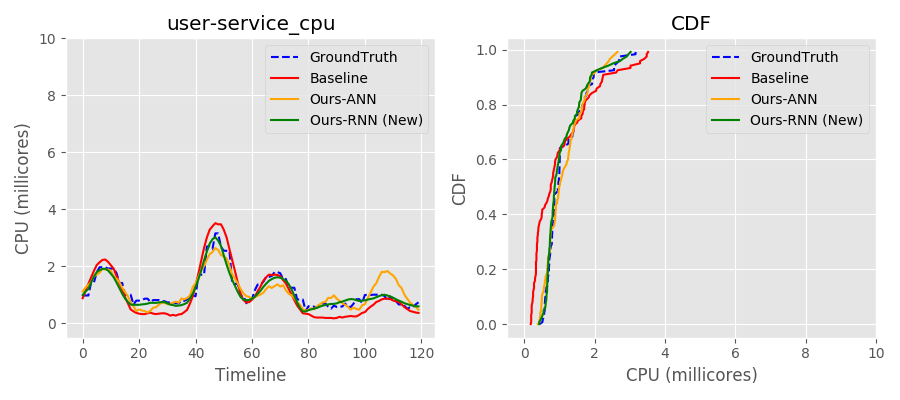 user-service_cpu
CPU (millicores)
10
8
6
4
2
0
0 20 40 60 80 100 120
Timeline
GroundTruth
Baseline
Ours-ANN
Ours-RNN (New)
CDF
CDF
1.0
0.8
0.6
0.4
0.2
0.0
0 2 4 6 8 10
CPU (millicores)
GroundTruth
Baseline
Ours-ANN
Ours-RNN (New)